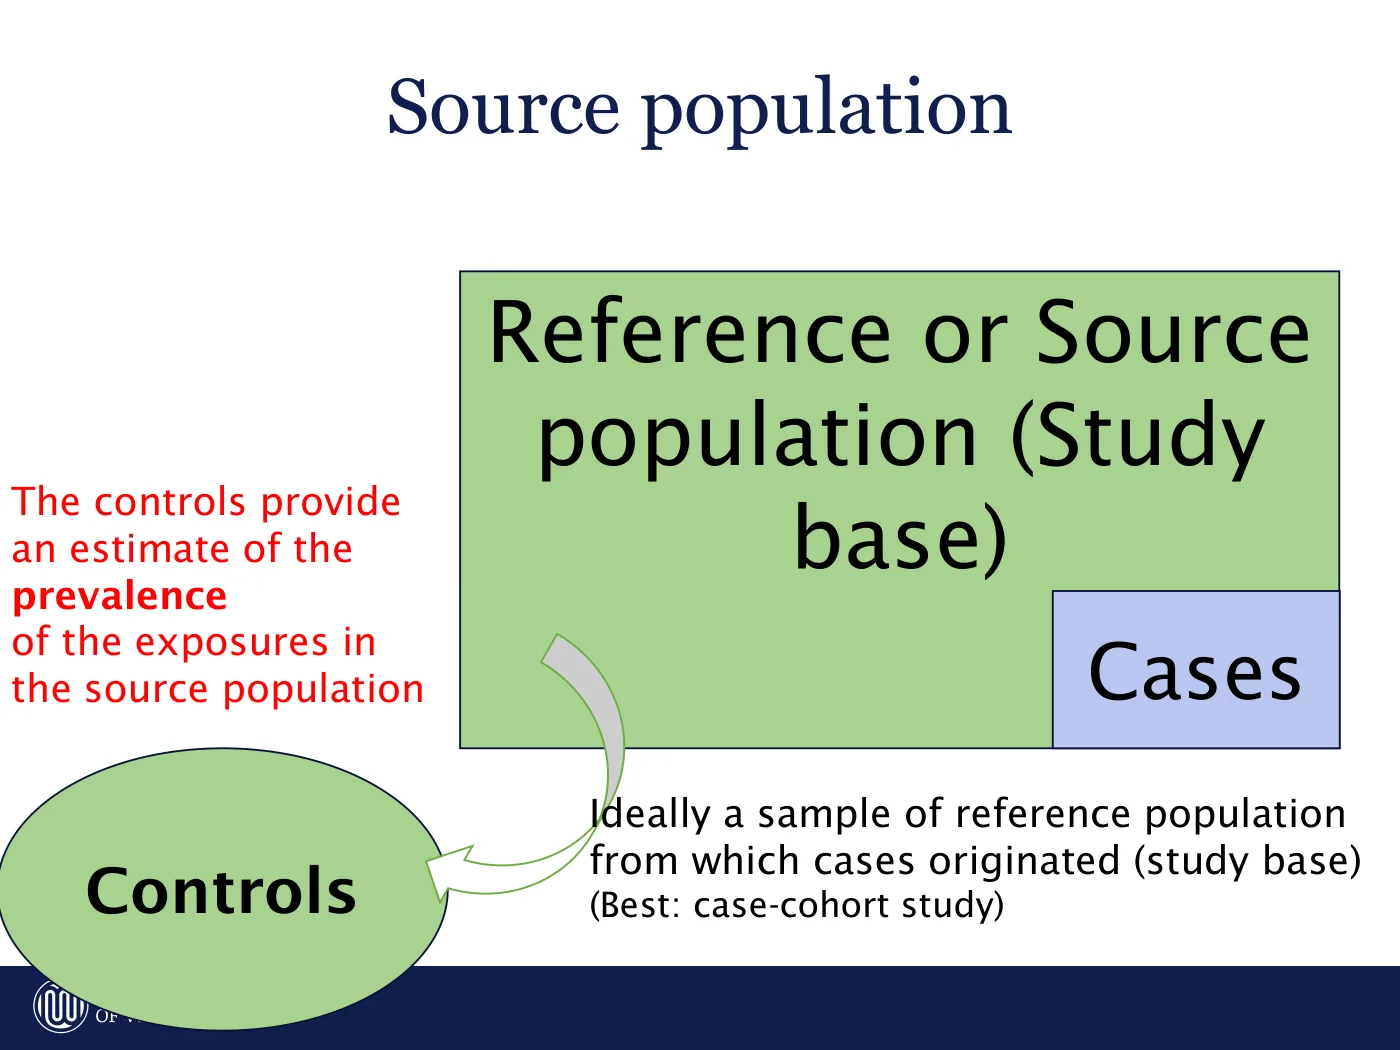 Source population
Reference or Source
population (Study
base)
The controls provide
an estimate of the
prevalence
of the exposures in
the source population
Cases
Ideally a sample of reference population
from which cases originated (study base)
(Best: case-cohort study)
Controls
OF